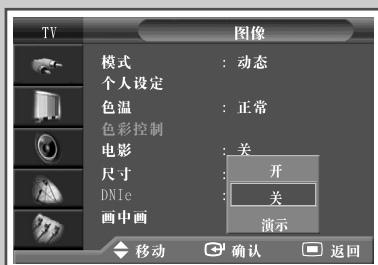 TV
图像
模式 : 动态
个人设定
色温 : 正常
色彩控制
电影 : 关
尺寸 :
DNIe :
画中画
开
关
演示
移动 确认 返回